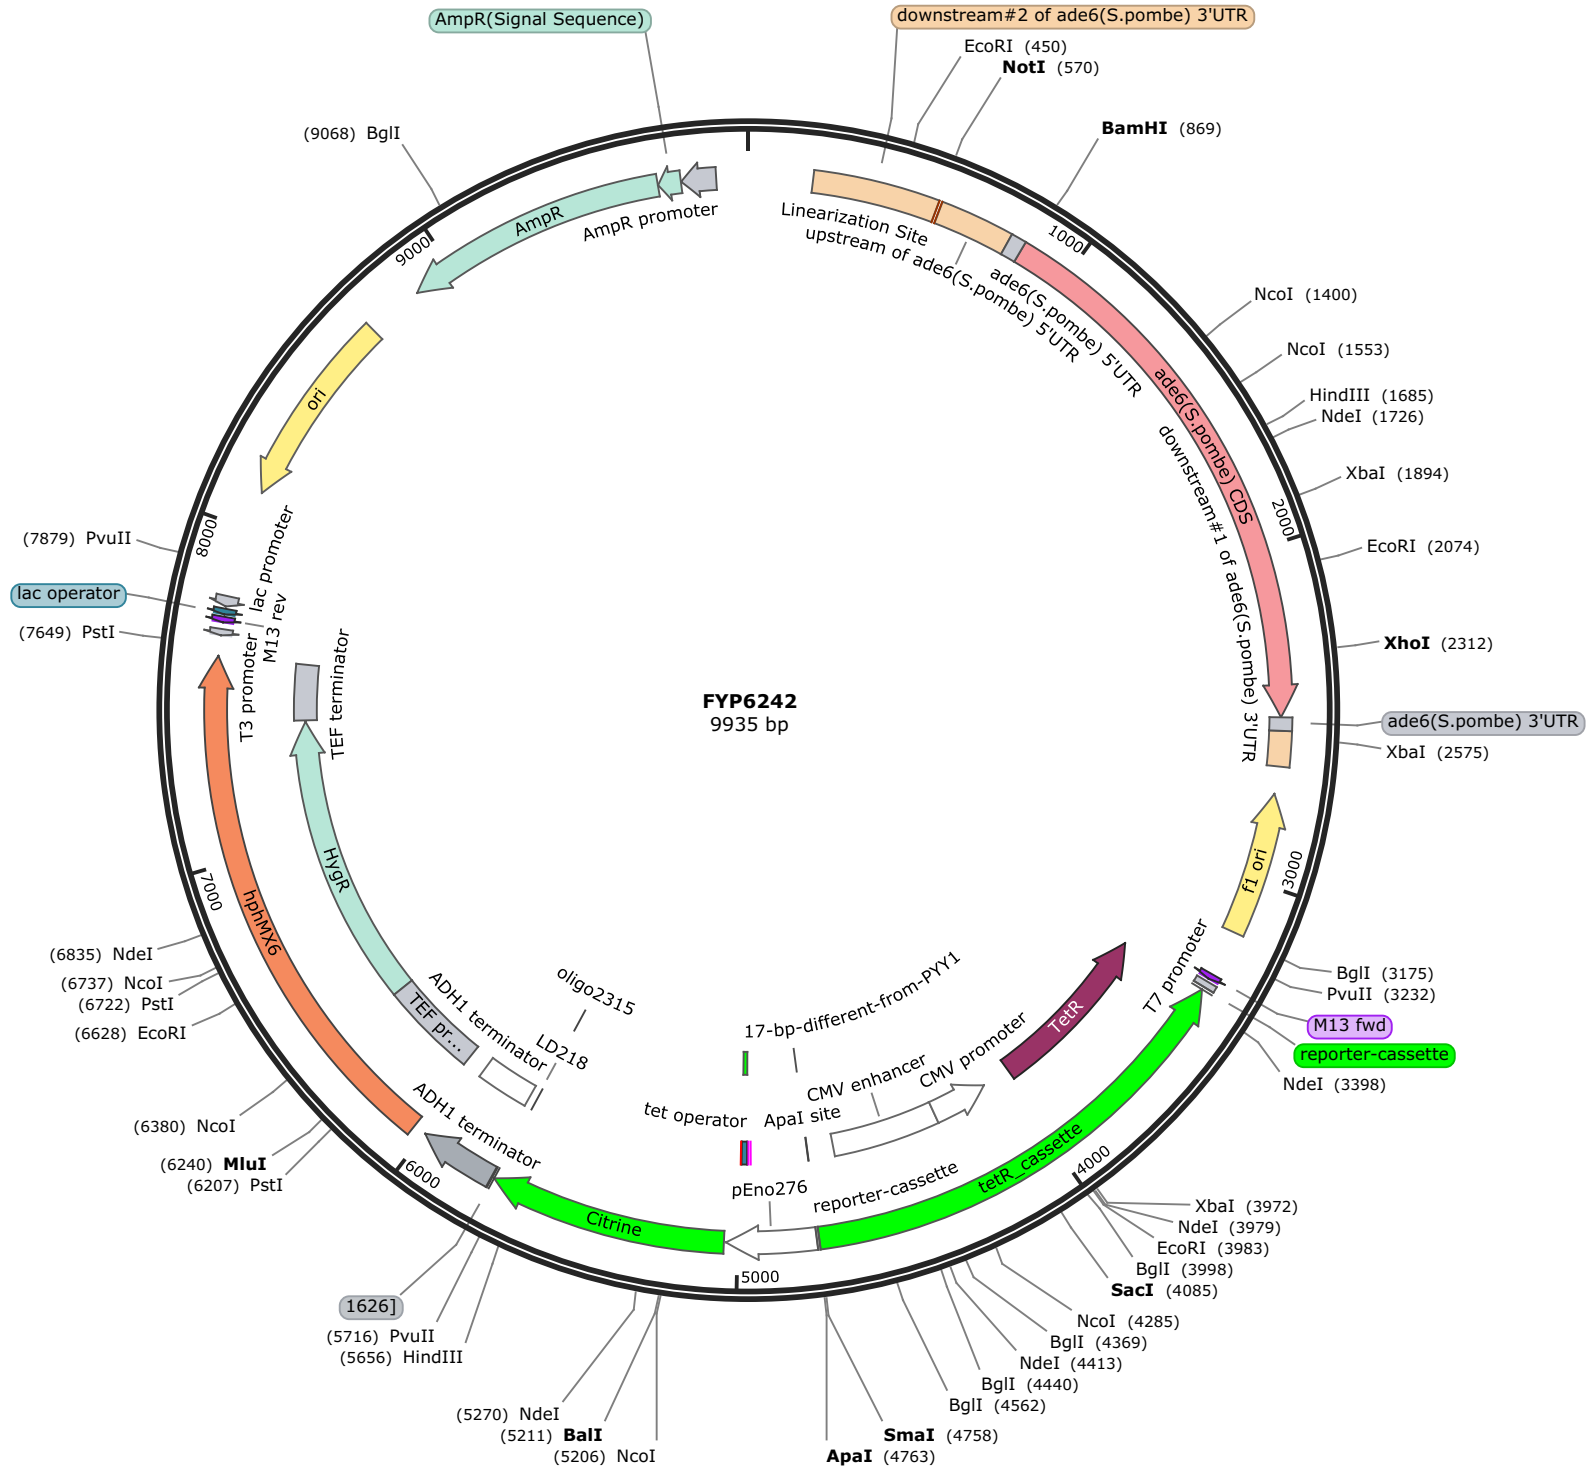 AmpR(Signal Sequence)
downstream#2 of ade6(S.pombe) 3'UTR
EcoRI (450)
NotI (570)
BamHI (869)
(9068) BglI
AmpR
AmpR promoter
Linearization Site
upstream of ade6(S.pombe) 5'UTR
ade6(S.pombe) 5'UTR
1000
9000
NcoI (1400)
NcoI (1553)
HindIII (1685)
NdeI (1726)
ade6(S.pombe) CDS
downstream#1 of ade6(S.pombe) 3'UTR
XbaI (1894)
ori
2000
8000
EcoRI (2074)
(7879) PvuII
lac promoter
lac operator
M13 rev
(7649) PstI
T3 promoter
TEF terminator
XhoI (2312)
FYP6242
9935 bp
ade6(S.pombe) 3'UTR
XbaI (2575)
HygR
f1 ori
3000
7000
hphMX6
(6835) NdeI
(6737) NcoI
(6722) PstI
(6628) EcoRI
T7 promoter
BglI (3175)
PvuII (3232)
M13 fwd
reporter-cassette
NdeI (3398)
ADH1 terminator
TEF pr...
oligo2315
LD218
17-bp-different-from-PYY1
TetR
CMV promoter
CMV enhancer
ApaI site
tet operator
ADH1 terminator
(6380) NcoI
(6240) MluI
(6207) PstI
6000
pEno276
reporter-cassette
tetR_cassette
4000
Citrine
XbaI (3972)
NdeI (3979)
EcoRI (3983)
BglI (3998)
SacI (4085)
5000
1626]
(5716) PvuII
(5656) HindIII
NcoI (4285)
BglI (4369)
NdeI (4413)
BglI (4440)
BglI (4562)
(5270) NdeI
(5211) BalI
(5206) NcoI
SmaI (4758)
ApaI (4763)